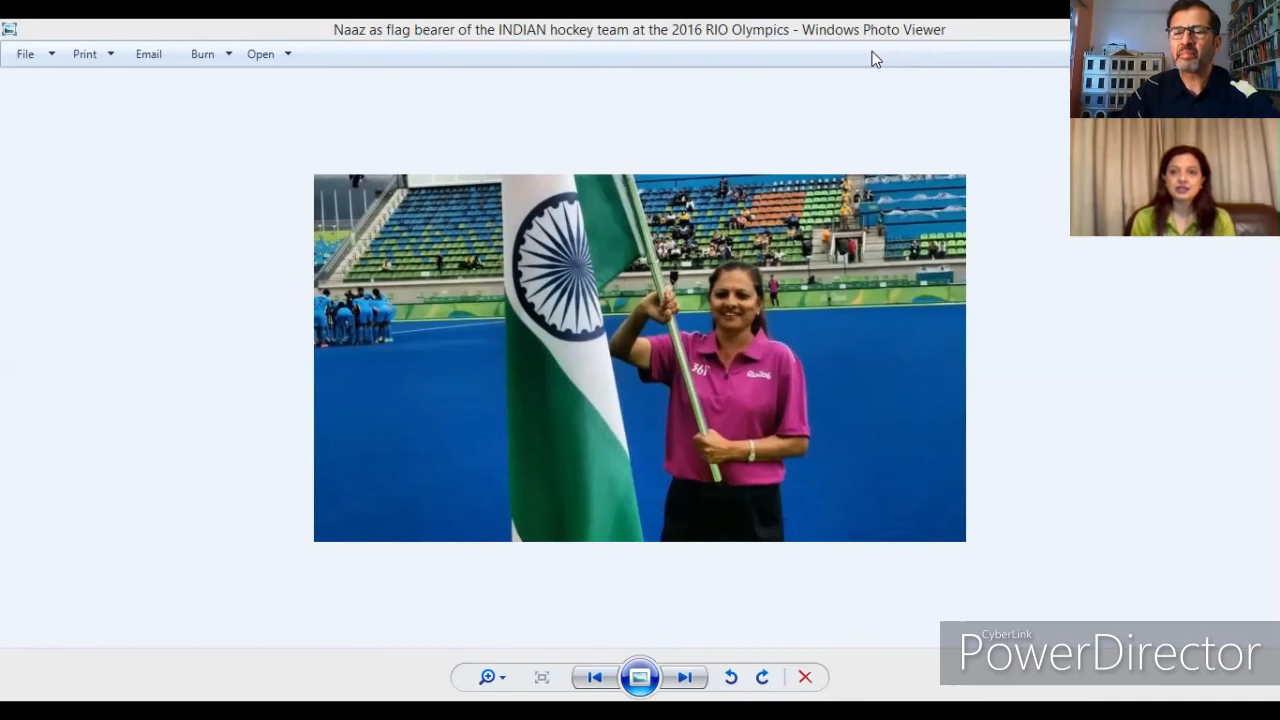 Naaz as flag bearer of the INDIAN hockey team at the 2016 RIO Olympics - Windows Photo Viewer
File Print Email Burn Open
361°
CyberLink
PowerDirector